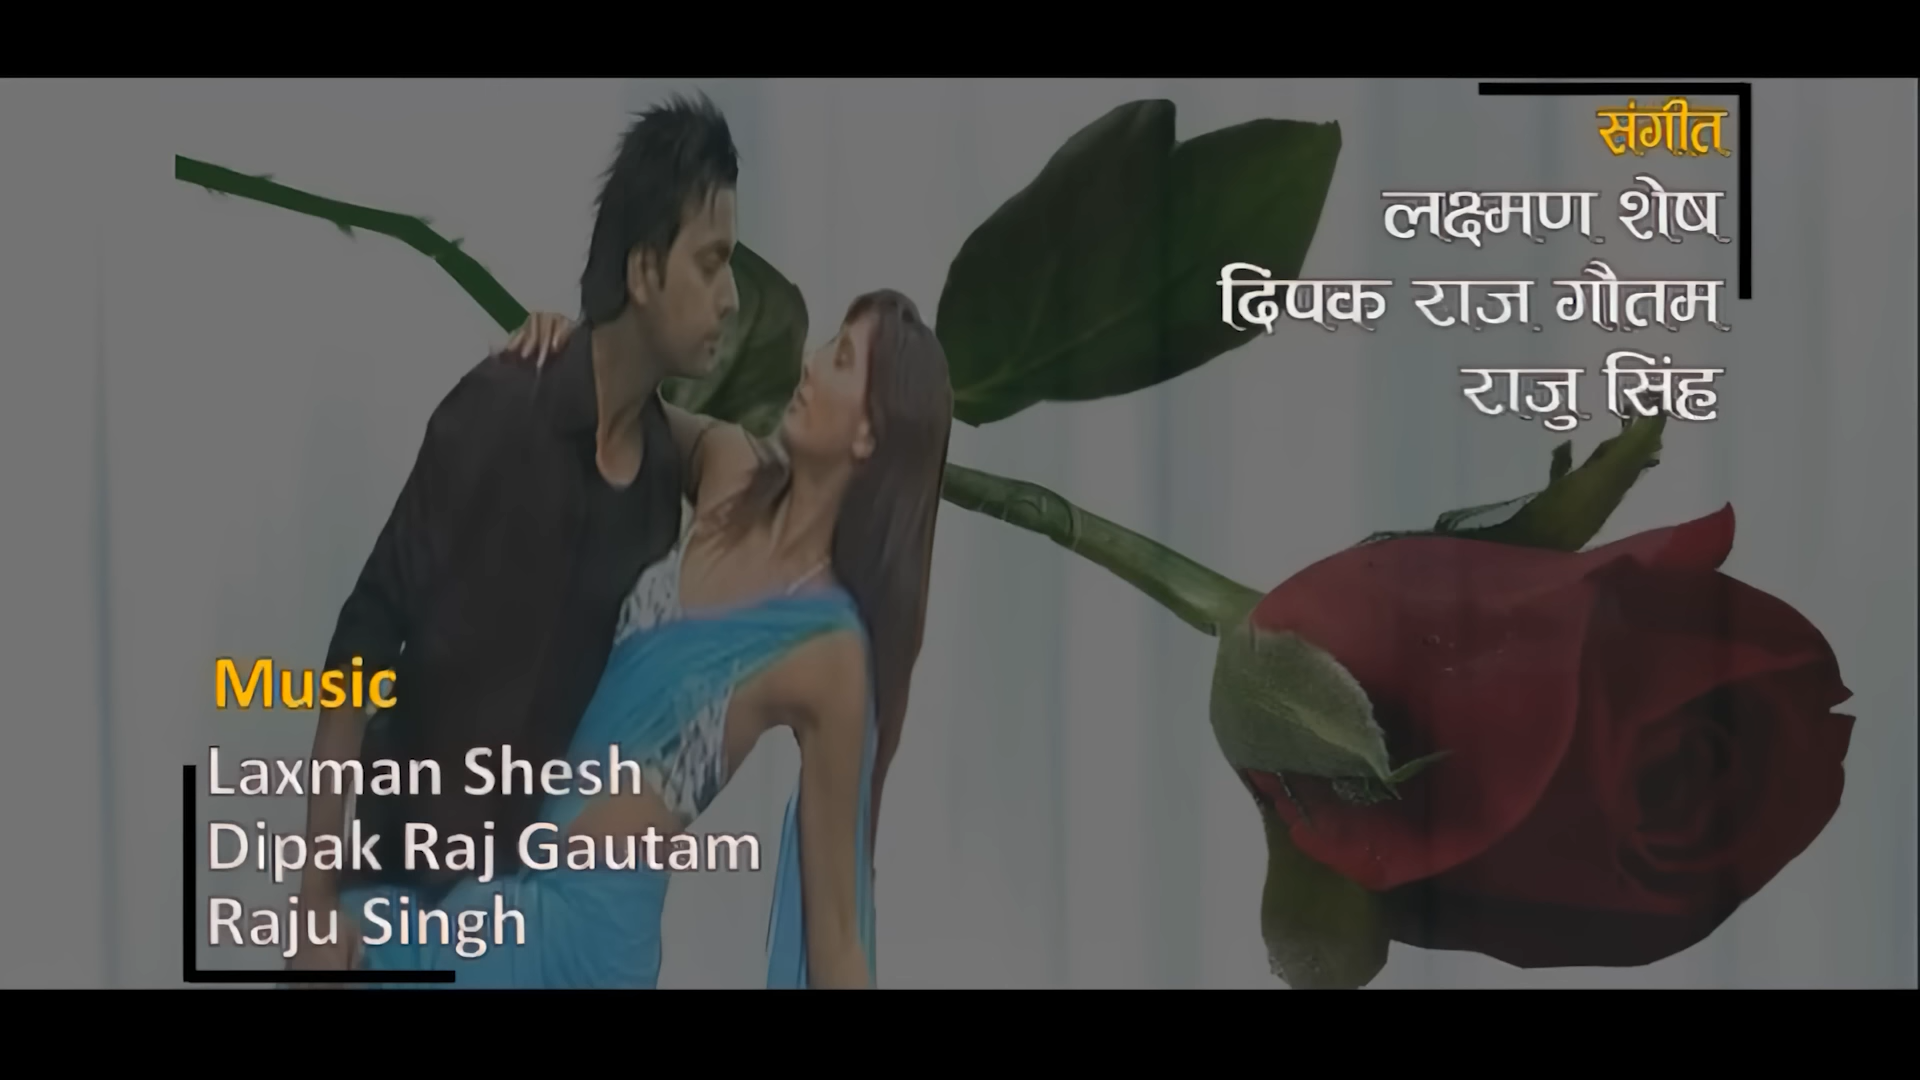 संगीत
लक्ष्मण शेष
दिपक राज गौतम
राजु सिंह
Music
Laxman Shesh
Dipak Raj Gautam
Raju Singh